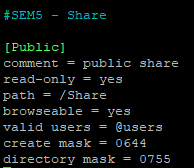 #SEM5 - Share
[Public]
comment = public share
read-only = yes
path = /Share
browseable = yes
valid users = @users
create mask = 0644
directory mask = 0755